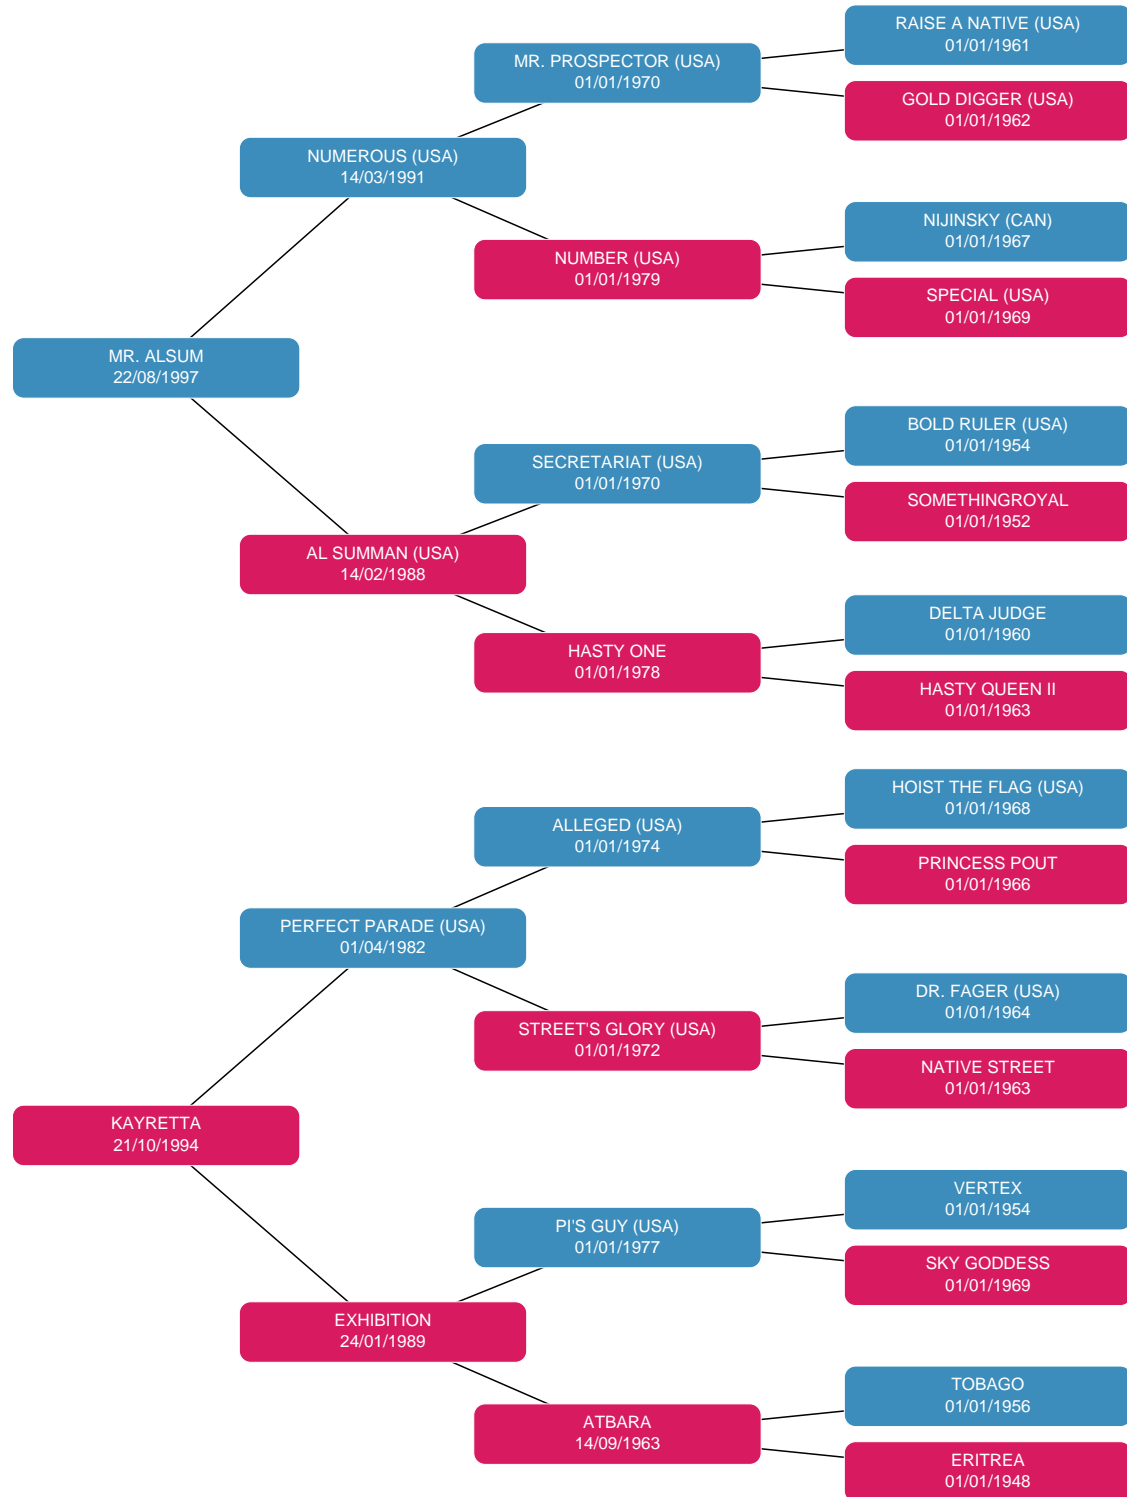 RAISE A NATIVE (USA)
01/01/1961
MR. PROSPECTOR (USA)
01/01/1970
GOLD DIGGER (USA)
01/01/1962
NUMEROUS (USA)
14/03/1991
NIJINSKY (CAN)
01/01/1967
NUMBER (USA)
01/01/1979
SPECIAL (USA)
01/01/1969
MR. ALSUM
22/08/1997
BOLD RULER (USA)
01/01/1954
SECRETARIAT (USA)
01/01/1970
SOMETHINGROYAL
01/01/1952
AL SUMMAN (USA)
14/02/1988
DELTA JUDGE
01/01/1960
HASTY ONE
01/01/1978
HASTY QUEEN II
01/01/1963
HOIST THE FLAG (USA)
01/01/1968
ALLEGED (USA)
01/01/1974
PRINCESS POUT
01/01/1966
PERFECT PARADE (USA)
01/04/1982
DR. FAGER (USA)
01/01/1964
STREET'S GLORY (USA)
01/01/1972
NATIVE STREET
01/01/1963
KAYRETTA
21/10/1994
VERTEX
01/01/1954
PI'S GUY (USA)
01/01/1977
SKY GODDESS
01/01/1969
EXHIBITION
24/01/1989
TOBAGO
01/01/1956
ATBARA
14/09/1963
ERITREA
01/01/1948